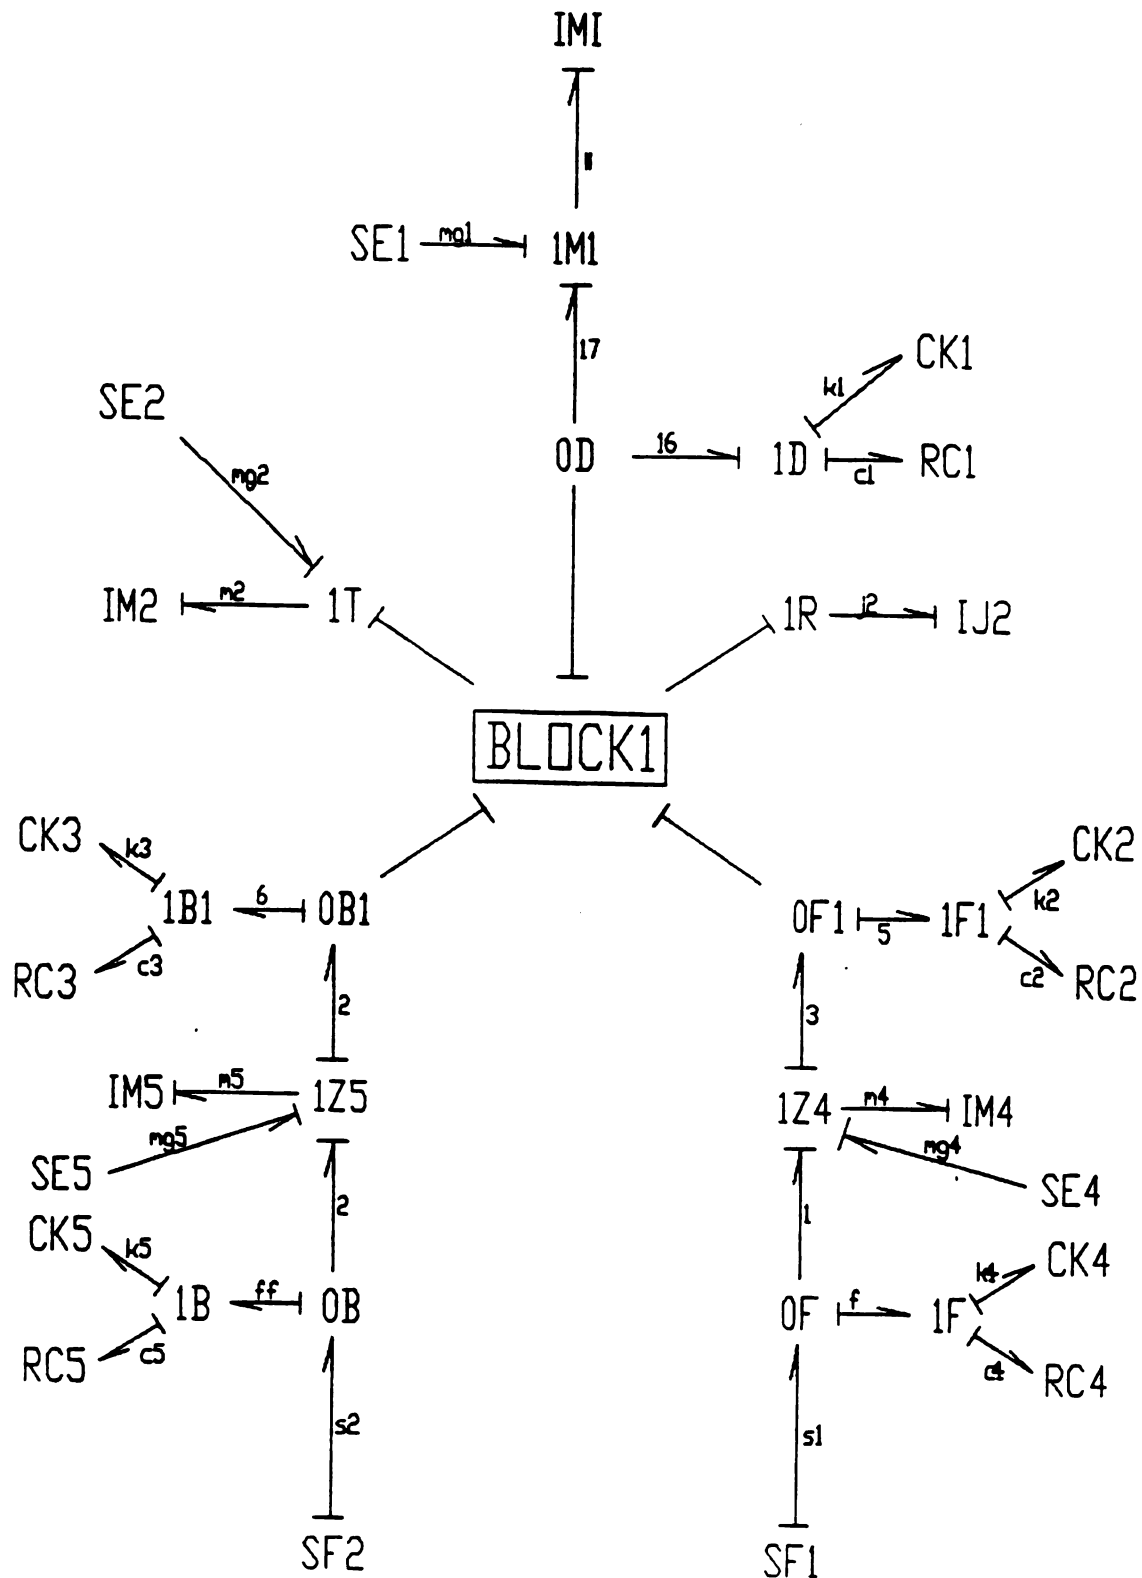 IMI
II
SE1 mg1 1M1
17
CK1
k1
SE2
0D 16 1D c1 RC1
mg2
IM2 m2 1T
1R j2 IJ2
BLOCK1
CK3 k3
CK2
k2
1B1 6 0B1
0F1 5 1F1
RC3 c3
c2 RC2
2
3
IM5 m5 1Z5
1Z4 m4 IM4
mg5
mg4
SE5
SE4
2
1
CK5 k5
k4 CK4
1B ff 0B
0F f 1F
RC5 c5
c4 RC4
s2
s1
SF2
SF1